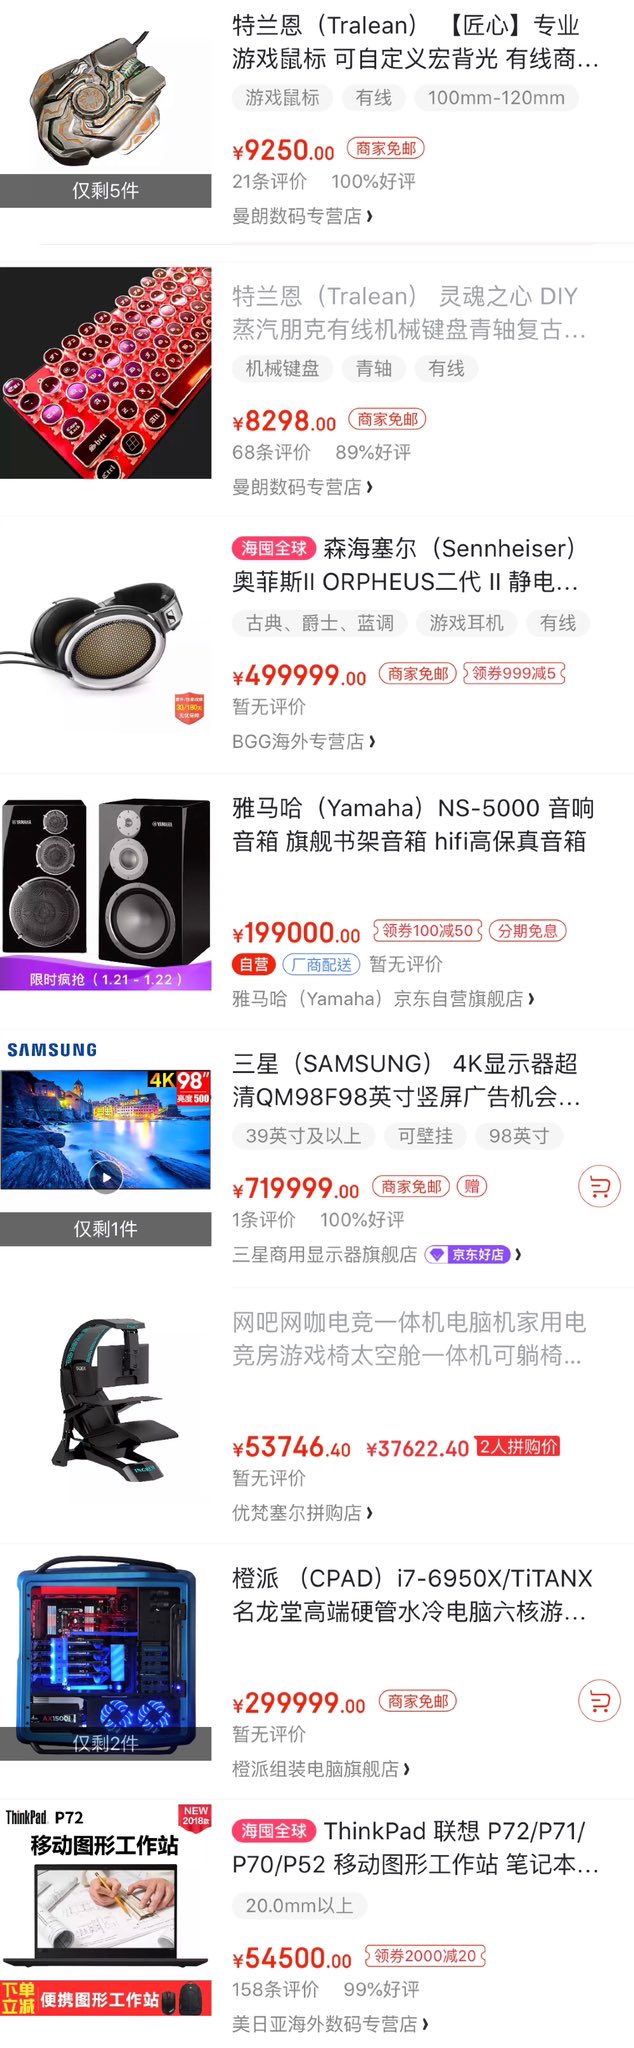 特兰恩（Tralean） 【匠心】专业
游戏鼠标 可自定义宏背光 有线商...
游戏鼠标 有线 100mm-120mm
¥9250.00 商家免邮
仅剩5件
21条评价 100%好评
曼朗数码专营店 ›
特兰恩（Tralean） 灵魂之心 DIY
蒸汽朋克有线机械键盘青轴复古...
机械键盘 青轴 有线
¥8298.00 商家免邮
68条评价 89%好评
曼朗数码专营店 ›
Shift
Ctrl
Alt
海囤全球 森海塞尔（Sennheiser）
奥菲斯II ORPHEUS二代 II 静电...
古典、爵士、蓝调 游戏耳机 有线
¥499999.00 商家免邮 领券999减5
30/180天
暂无评价
BGG海外专营店 ›
雅马哈（Yamaha）NS-5000 音响
音箱 旗舰书架音箱 hifi高保真音箱
YAMAHA
YAMAHA
¥199000.00 领券100减50 分期免息
自营 厂商配送 暂无评价
限时疯抢（1.21 - 1.22 ）
雅马哈（Yamaha）京东自营旗舰店 ›
SAMSUNG
4K 98”
亮度 500
三星（SAMSUNG） 4K显示器超
清QM98F98英寸竖屏广告机会...
39英寸及以上 可壁挂 98英寸
¥719999.00 商家免邮 赠
仅剩1件
1条评价 100%好评
三星商用显示器旗舰店 京东好店 ›
网吧网咖电竞一体机电脑机家用电
竞房游戏椅太空舱一体机可躺椅...
¥53746.40 ¥37622.40 2人拼购价
暂无评价
优梵塞尔拼购店 ›
橙派 （CPAD）i7-6950X/TiTANX
名龙堂高端硬管水冷电脑六核游...
AX1500i
¥299999.00 商家免邮
仅剩2件
暂无评价
橙派组装电脑旗舰店 ›
ThinkPad P72
NEW
2018款
移动图形工作站
下单
立减
便携图形工作站
海囤全球 ThinkPad 联想 P72/P71/
P70/P52 移动图形工作站 笔记本...
20.0mm以上
¥54500.00 领券2000减20
158条评价 99%好评
美日亚海外数码专营店 ›